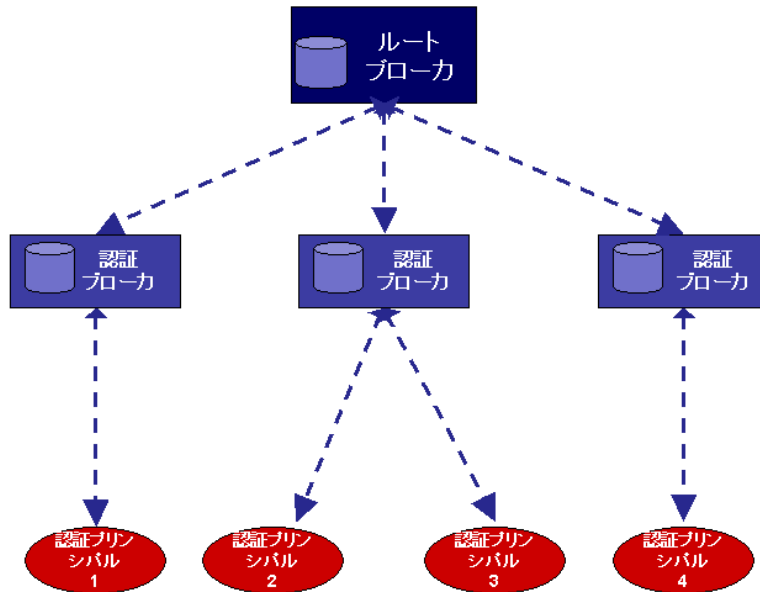 ルート
ブローカ
認証
ブローカ
認証
ブローカ
認証
ブローカ
認証プリン
シパル
1
認証プリン
シパル
2
認証プリン
シパル
3
認証プリン
シパル
4